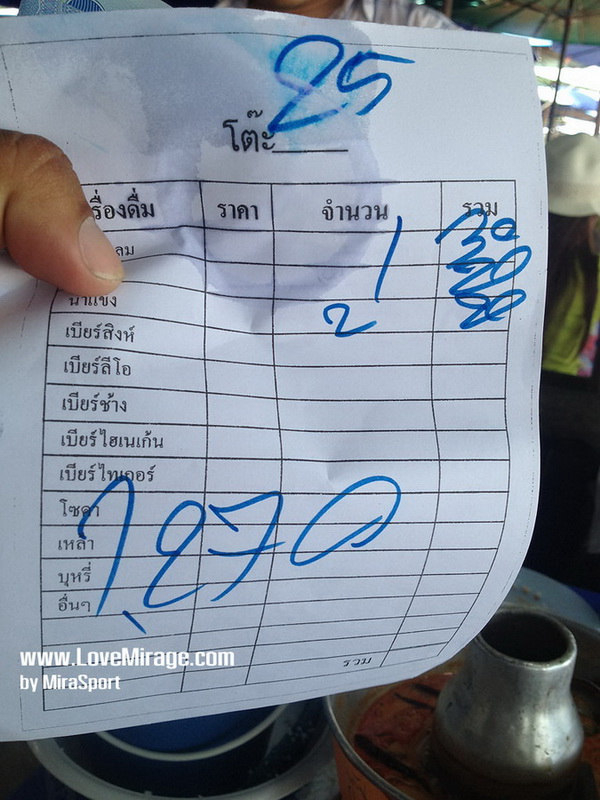 25
โต๊ะ
รื่องดื่ม ราคา จำนวน รวม
ลม 1 30
น้ำแข็ง 2
เบียร์สิงห์
เบียร์ลีโอ
เบียร์ช้าง
เบียร์ไฮเนเก้น
เบียร์ไทเกอร์
โซดา
เหล้า
บุหรี่
อื่นๆ
1,270
รวม
www.LoveMirage.com
by MiraSport